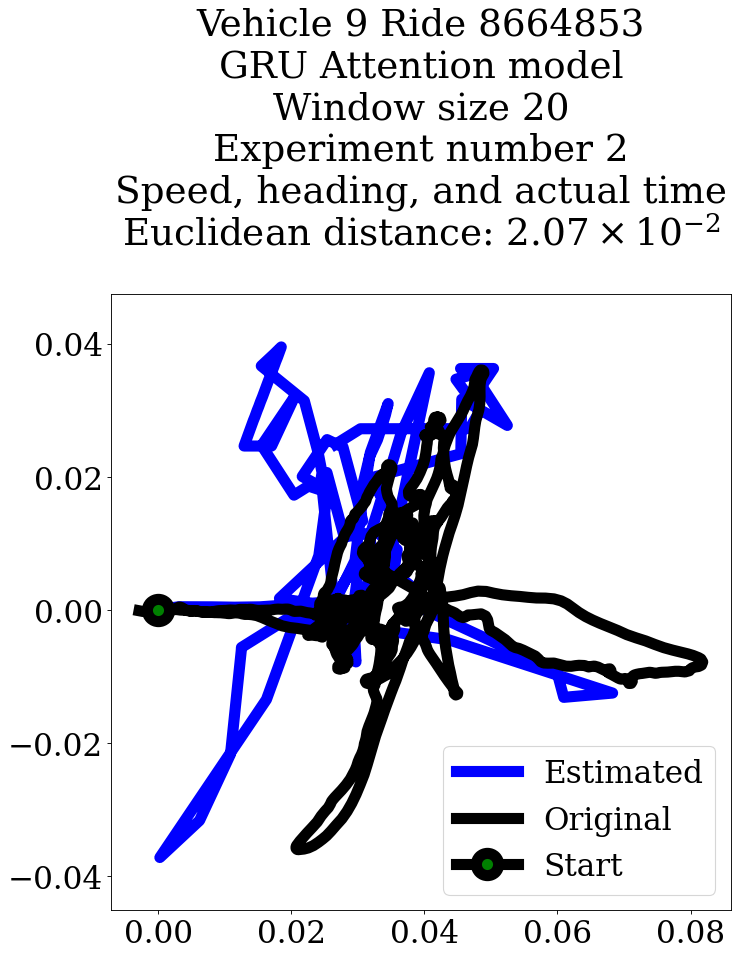 Vehicle 9 Ride 8664853
GRU Attention model
Window size 20
Experiment number 2
Speed, heading, and actual time
Euclidean distance: 2.07 × 10⁻²
0.04
0.02
0.00
−0.02
−0.04
Estimated
Original
Start
0.00 0.02 0.04 0.06 0.08